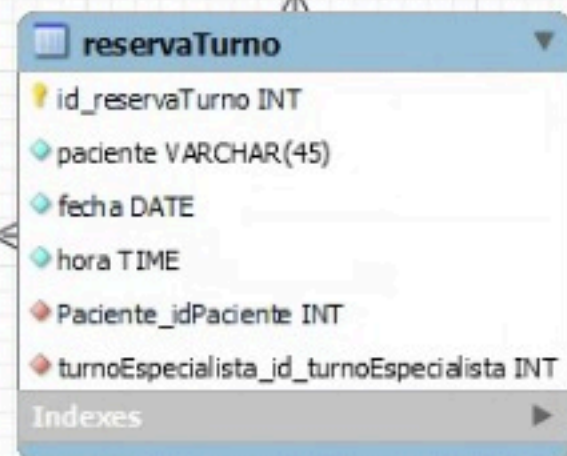 reservaTurno
id_reservaTurno INT
paciente VARCHAR(45)
fecha DATE
hora TIME
Paciente_idPaciente INT
turnoEspecialista_id_turnoEspecialista INT
Indexes